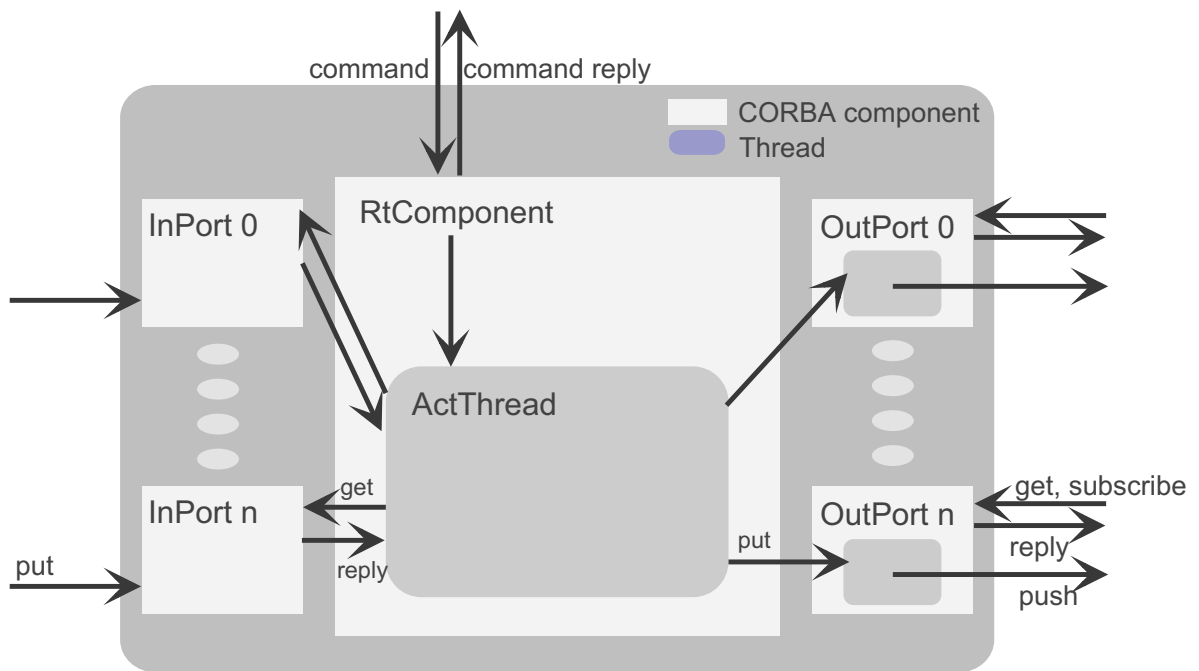 command
command reply
CORBA component
Thread
InPort 0
RtComponent
OutPort 0
ActThread
InPort n
get
reply
put
put
OutPort n
get, subscribe
reply
push